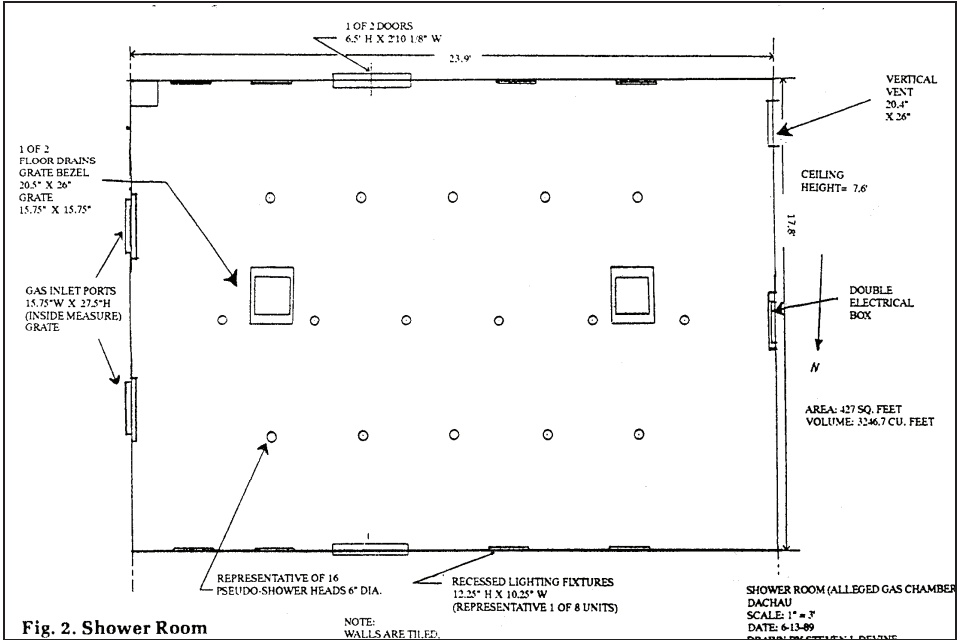 1 OF 2 DOORS
6.5' H X 2'10 1/8" W
23.9'
VERTICAL
VENT
20.4"
X 26"
1 OF 2
FLOOR DRAINS
GRATE BEZEL
20.5" X 26"
GRATE
15.75" X 15.75"
CEILING
HEIGHT= 7.6'
17.8'
GAS INLET PORTS
15.75"W X 27.5"H
(INSIDE MEASURE)
GRATE
DOUBLE
ELECTRICAL
BOX
N
AREA: 427 SQ. FEET
VOLUME: 3246.7 CU. FEET
REPRESENTATIVE OF 16
PSEUDO-SHOWER HEADS 6" DIA.
RECESSED LIGHTING FIXTURES
12.25" H X 10.25" W
(REPRESENTATIVE 1 OF 8 UNITS)
SHOWER ROOM (ALLEGED GAS CHAMBER
DACHAU
SCALE: 1" = 3'
DATE: 6-13-89
DRAWN BY STEVEN J. DEVINE
Fig. 2. Shower Room
NOTE:
WALLS ARE TILED,